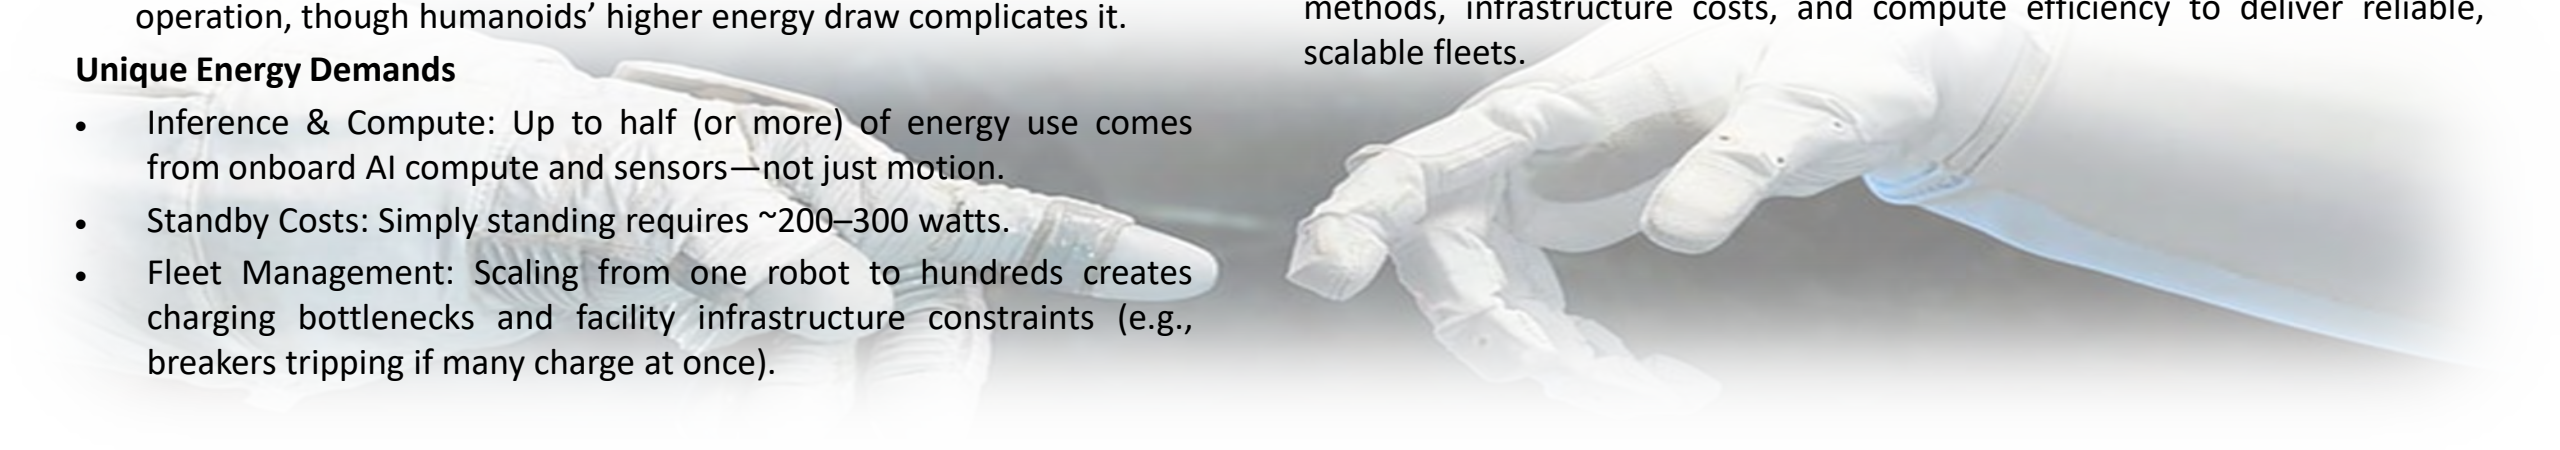 operation, though humanoids’ higher energy draw complicates it.
Unique Energy Demands
• Inference & Compute: Up to half (or more) of energy use comes
from onboard AI compute and sensors—not just motion.
• Standby Costs: Simply standing requires ~200–300 watts.
• Fleet Management: Scaling from one robot to hundreds creates
charging bottlenecks and facility infrastructure constraints (e.g.,
breakers tripping if many charge at once).
methods, infrastructure costs, and compute efficiency to deliver reliable,
scalable fleets.